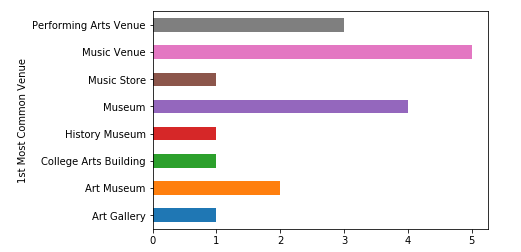 1st Most Common Venue
Performing Arts Venue
Music Venue
Music Store
Museum
History Museum
College Arts Building
Art Museum
Art Gallery
0 1 2 3 4 5